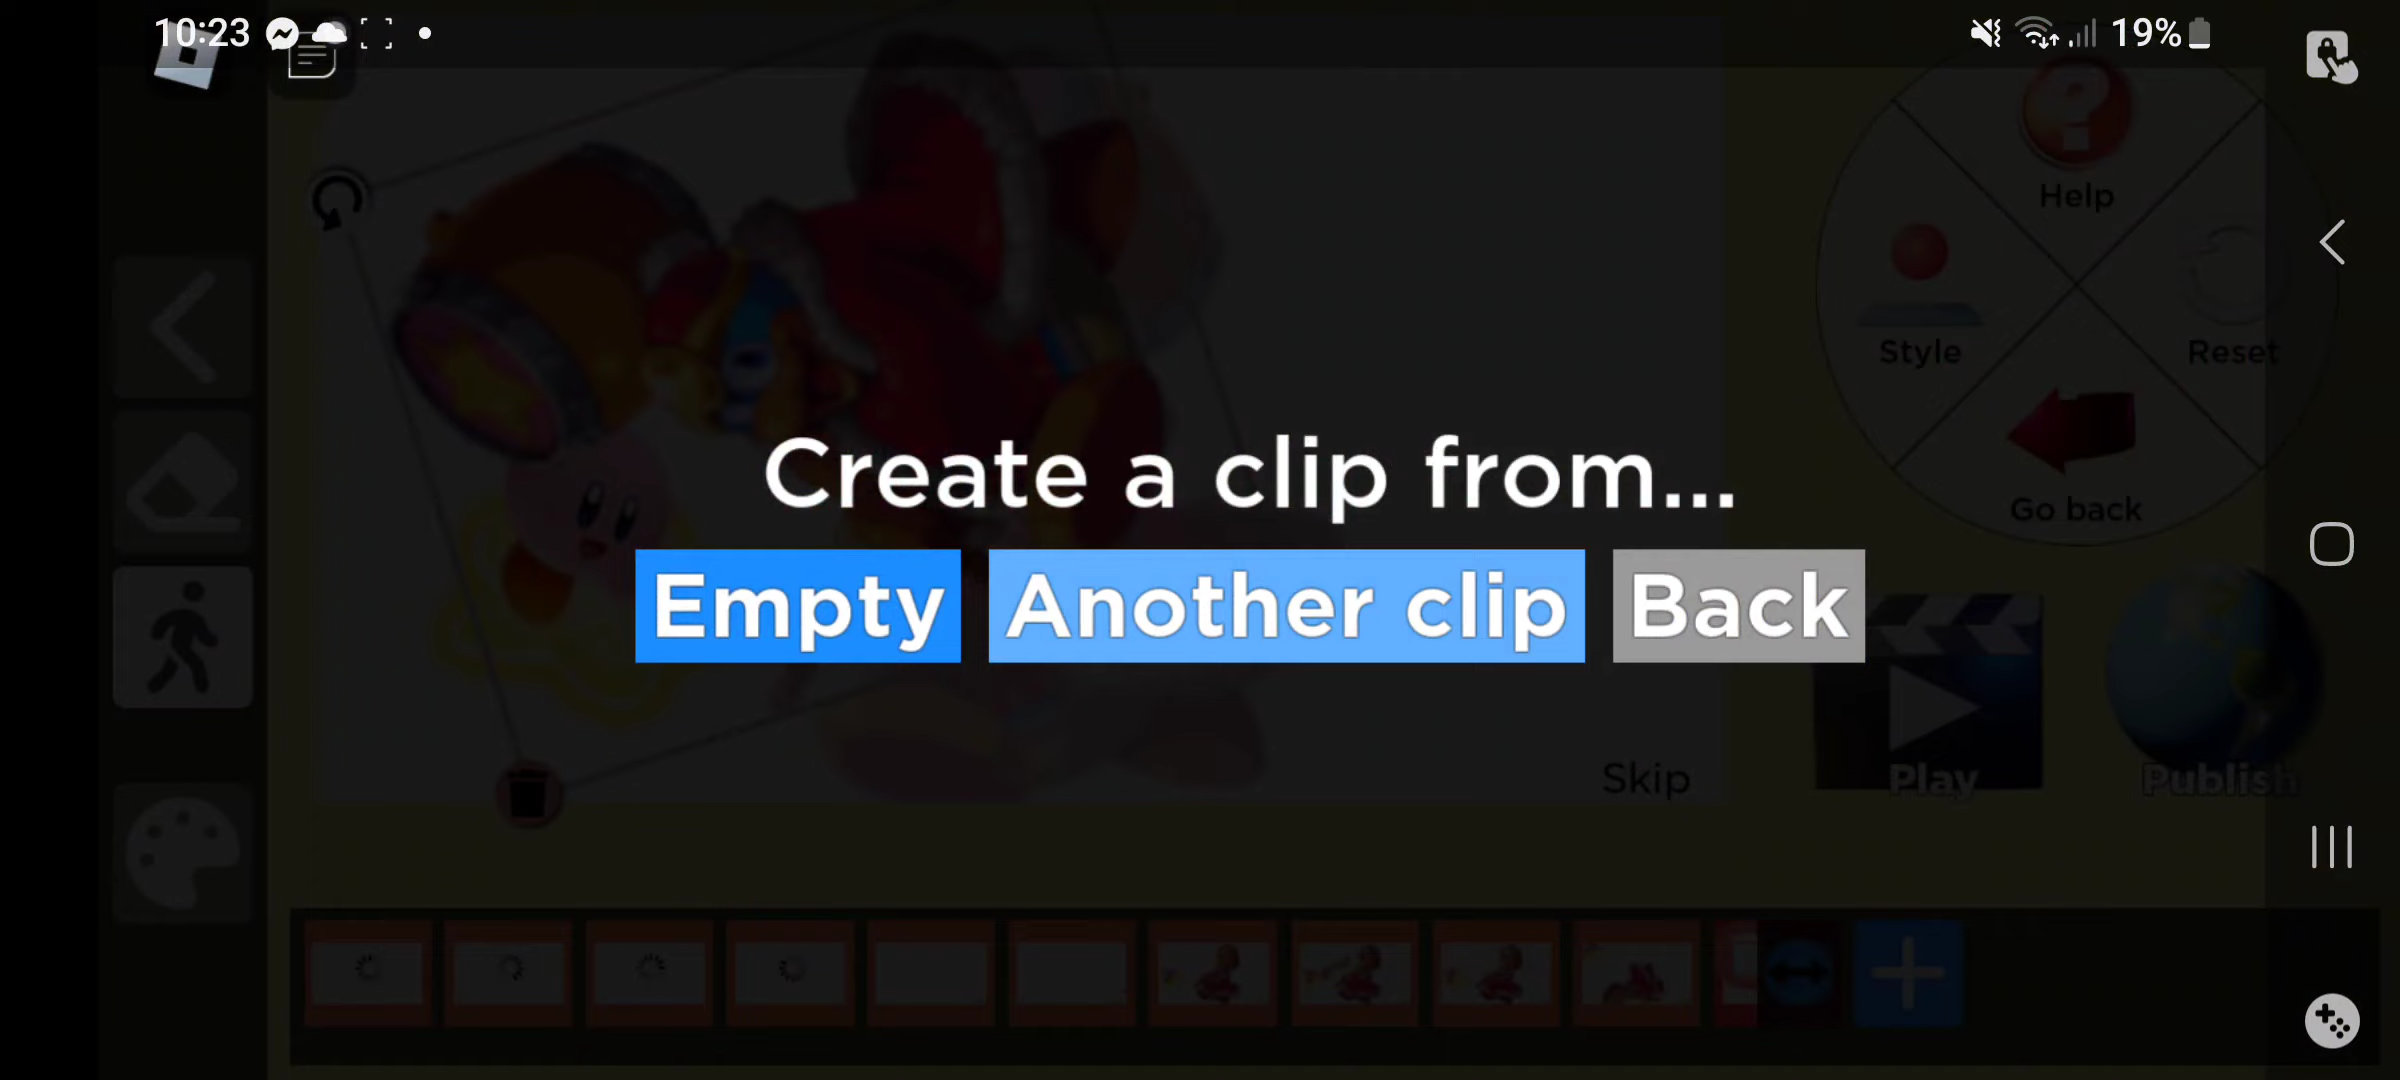 10:23
19%
Help
Style
Reset
Go back
Create a clip from...
Empty Another clip Back
Skip
Play
Publish